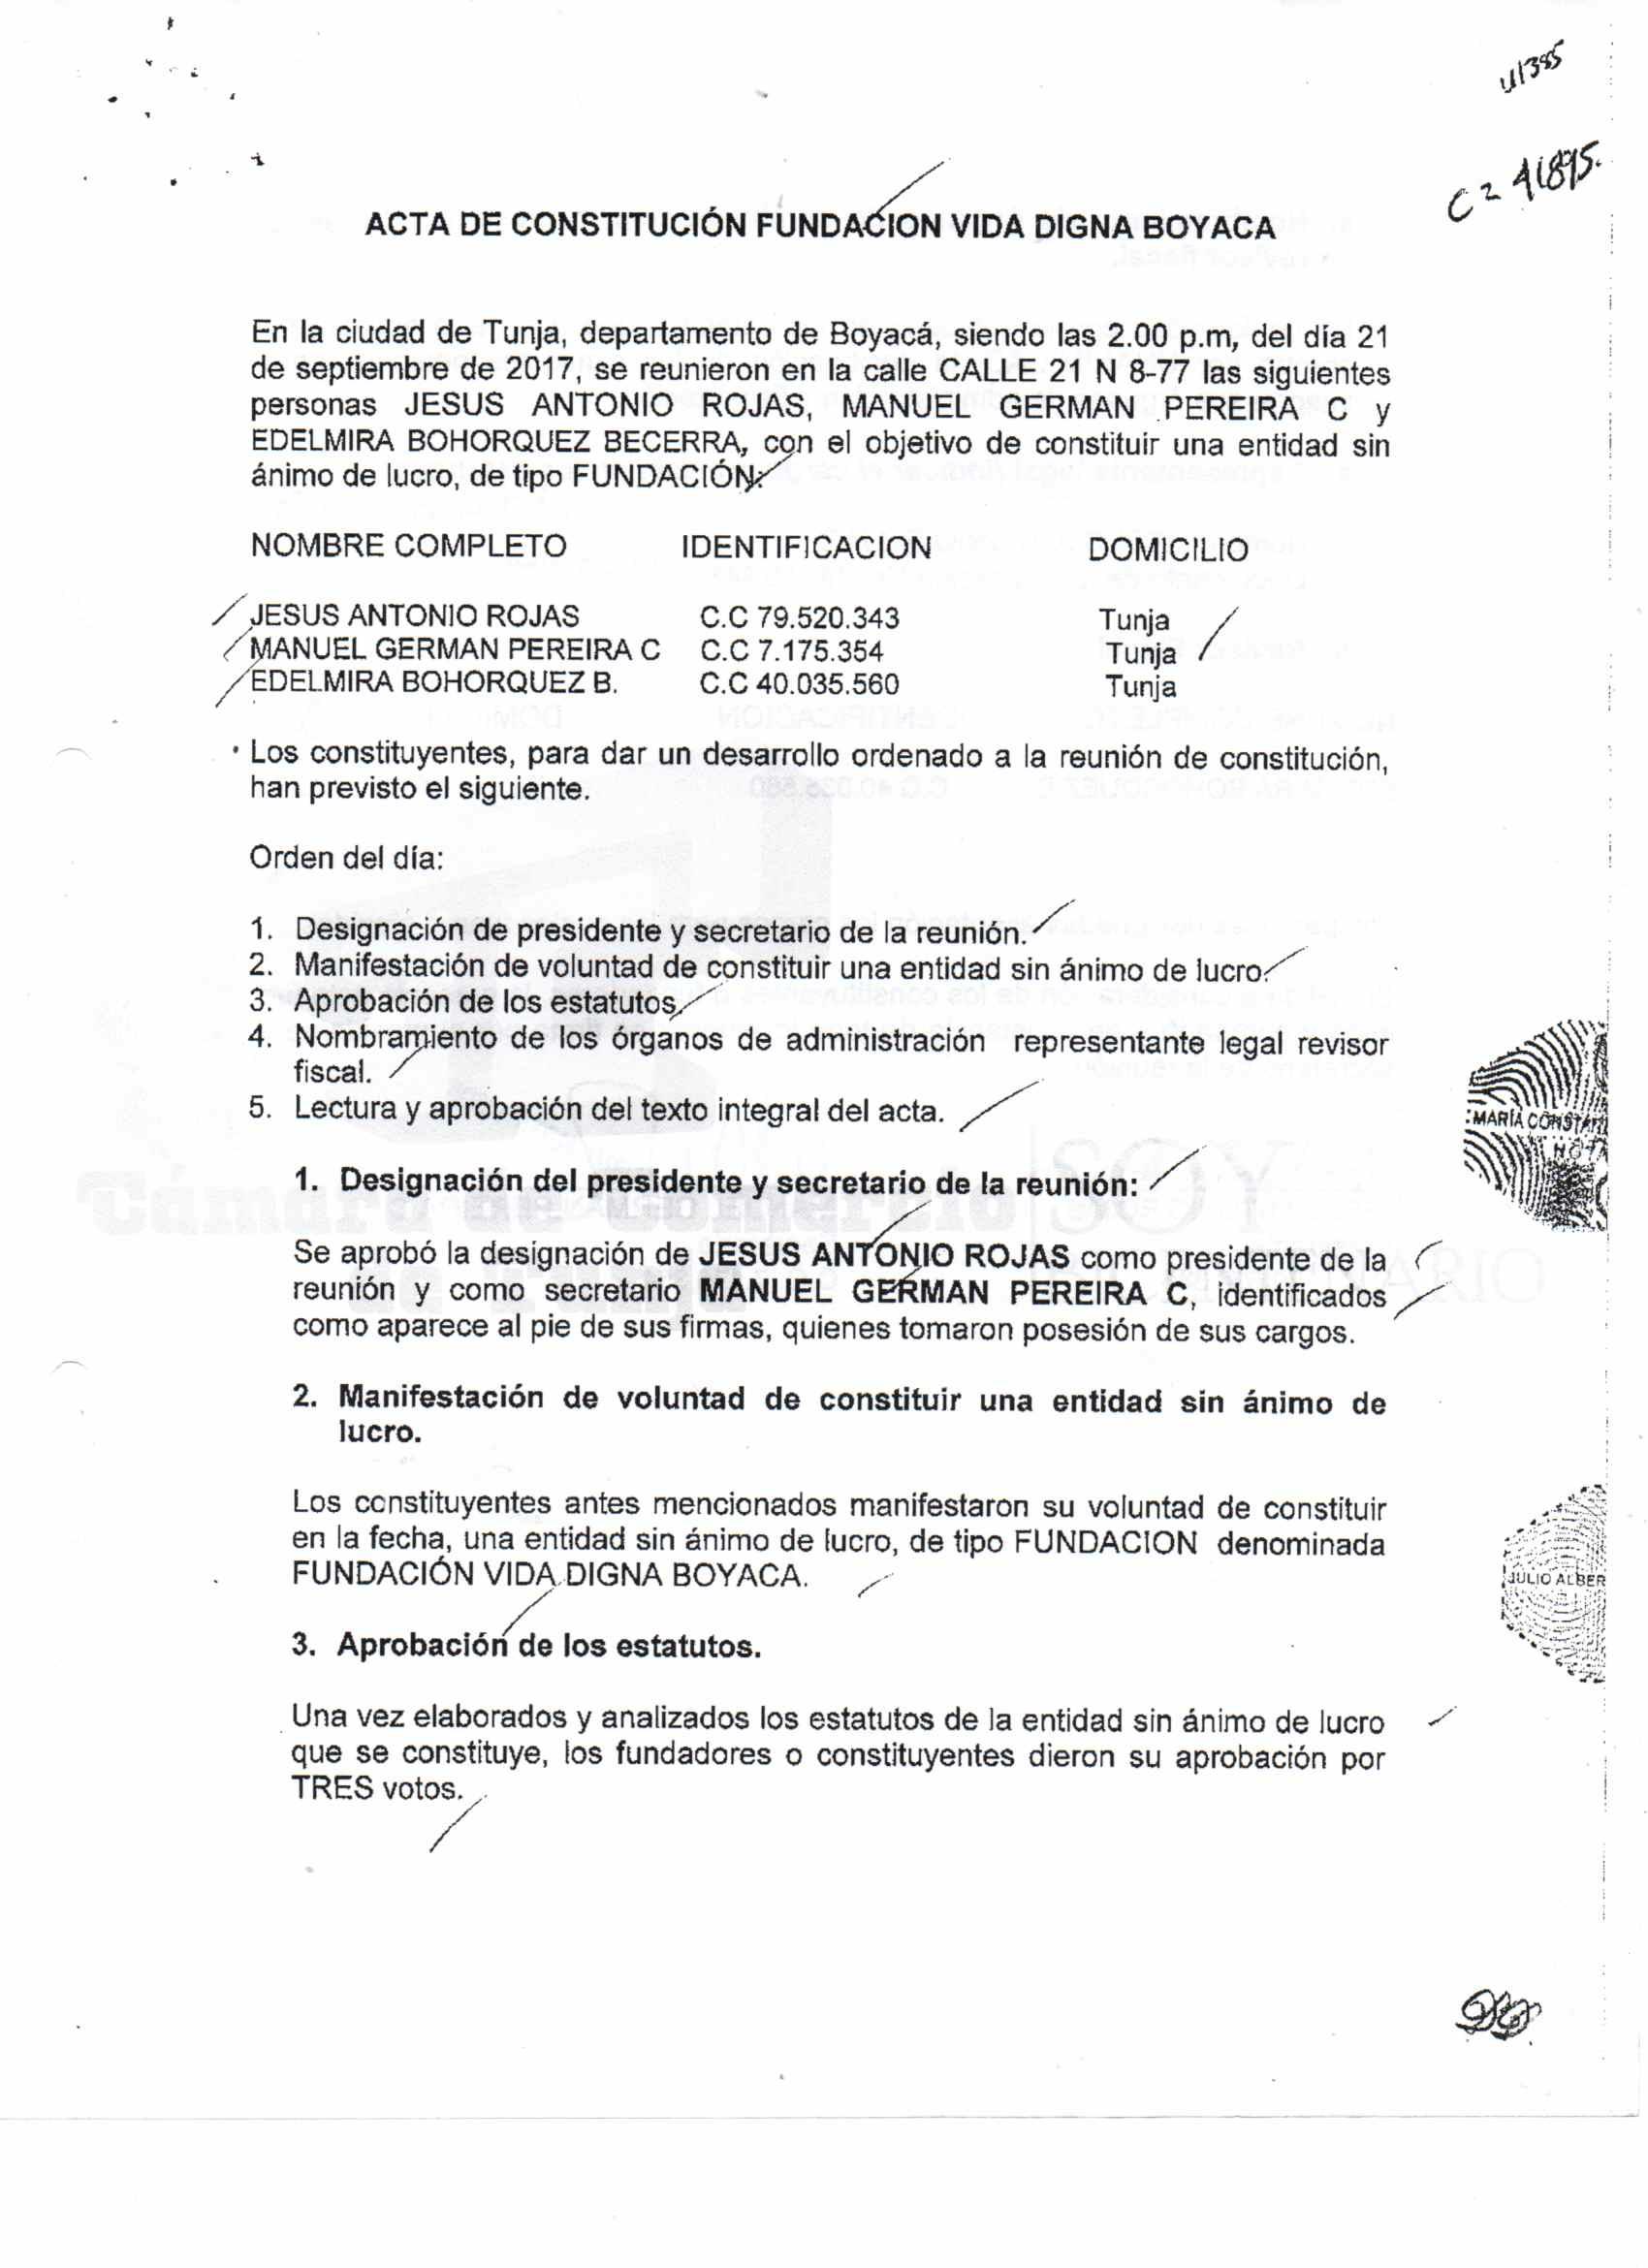 U1385
C 2 41895.
ACTA DE CONSTITUCIÓN FUNDACION VIDA DIGNA BOYACA
En la ciudad de Tunja, departamento de Boyacá, siendo las 2.00 p.m, del día 21
de septiembre de 2017, se reunieron en la calle CALLE 21 N 8-77 las siguientes
personas JESUS ANTONIO ROJAS, MANUEL GERMAN PEREIRA C y
EDELMIRA BOHORQUEZ BECERRA, con el objetivo de constituir una entidad sin
ánimo de lucro, de tipo FUNDACIÓN.
NOMBRE COMPLETO IDENTIFICACION DOMICILIO
JESUS ANTONIO ROJAS C.C 79.520.343 Tunja
MANUEL GERMAN PEREIRA C C.C 7.175.354 Tunja
EDELMIRA BOHORQUEZ B. C.C 40.035.560 Tunja
Los constituyentes, para dar un desarrollo ordenado a la reunión de constitución,
han previsto el siguiente.
Orden del día:
1. Designación de presidente y secretario de la reunión.
2. Manifestación de voluntad de constituir una entidad sin ánimo de lucro.
3. Aprobación de los estatutos.
4. Nombramiento de los órganos de administración representante legal revisor
fiscal.
5. Lectura y aprobación del texto integral del acta.
MARÍA
1. Designación del presidente y secretario de la reunión:
Cámara de Comercio
de Tunja
SOY
Se aprobó la designación de JESUS ANTONIO ROJAS como presidente de la
reunión y como secretario MANUEL GERMAN PEREIRA C, identificados
como aparece al pie de sus firmas, quienes tomaron posesión de sus cargos.
2. Manifestación de voluntad de constituir una entidad sin ánimo de
lucro.
Los constituyentes antes mencionados manifestaron su voluntad de constituir
en la fecha, una entidad sin ánimo de lucro, de tipo FUNDACION denominada
FUNDACIÓN VIDA DIGNA BOYACA.
JULIO ALBER
3. Aprobación de los estatutos.
Una vez elaborados y analizados los estatutos de la entidad sin ánimo de lucro
que se constituye, los fundadores o constituyentes dieron su aprobación por
TRES votos.